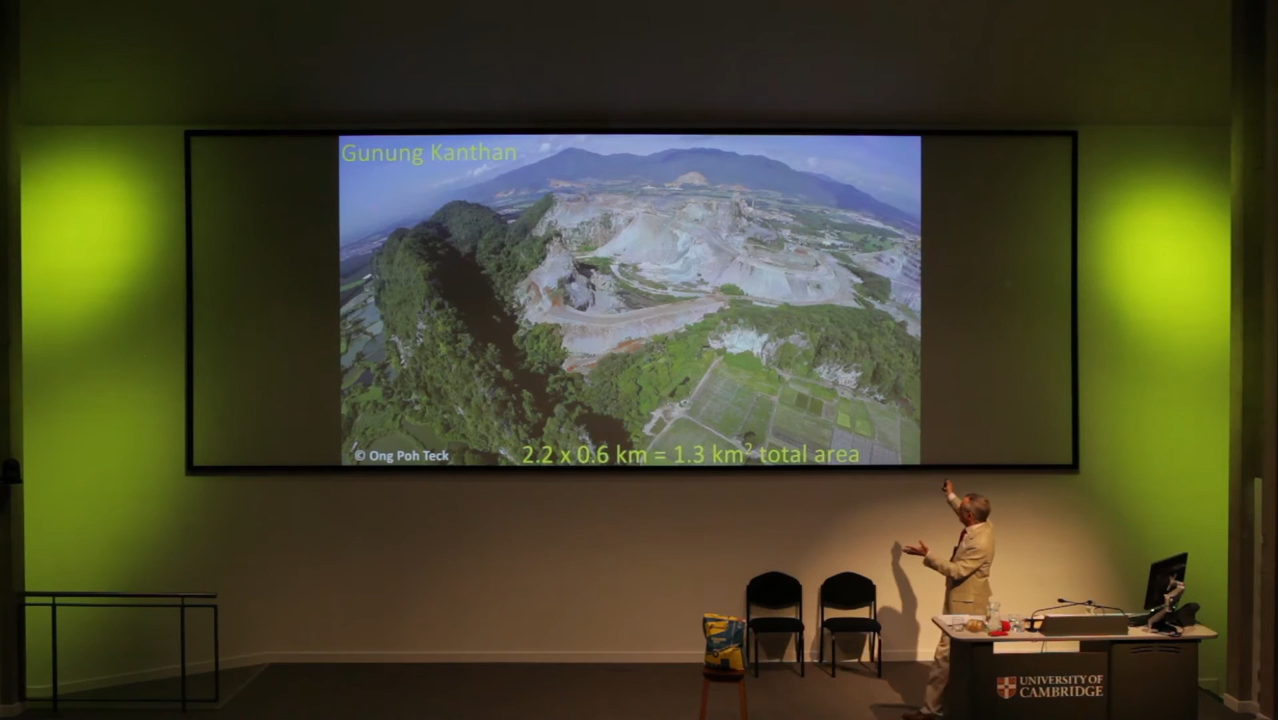 Gunung Kanthan
© Ong Poh Teck
2.2 x 0.6 km = 1.3 km² total area
UNIVERSITY OF
CAMBRIDGE